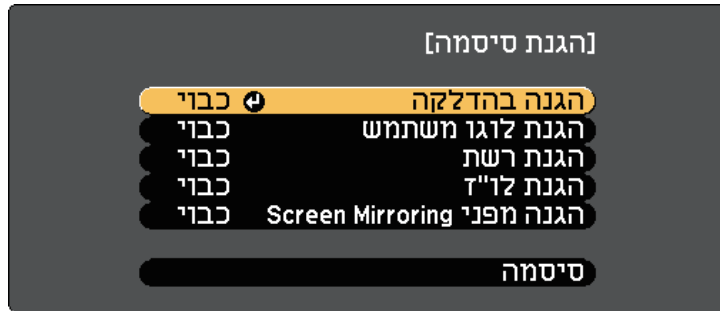 [הגנת סיסמה]
הגנה בהדלקה כבוי
הגנת לוגו משתמש כבוי
הגנת רשת כבוי
הגנת לו"ז כבוי
הגנה מפני Screen Mirroring כבוי
סיסמה